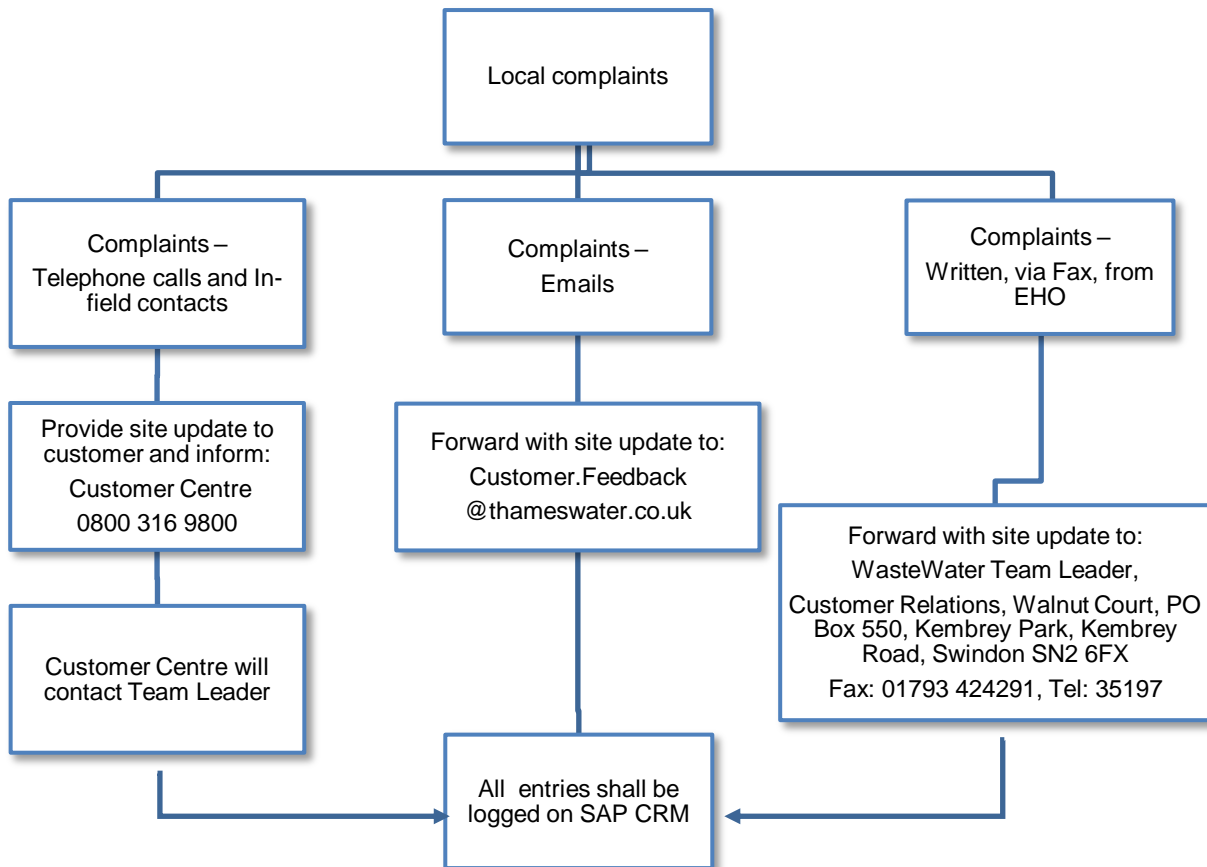 Local complaints
Complaints –
Telephone calls and In-
field contacts
Complaints –
Emails
Complaints –
Written, via Fax, from
EHO
Provide site update to
customer and inform:
Customer Centre
0800 316 9800
Forward with site update to:
Customer.Feedback
@thameswater.co.uk
Forward with site update to:
WasteWater Team Leader,
Customer Relations, Walnut Court, PO
Box 550, Kembrey Park, Kembrey
Road, Swindon SN2 6FX
Fax: 01793 424291, Tel: 35197
Customer Centre will
contact Team Leader
All entries shall be
logged on SAP CRM